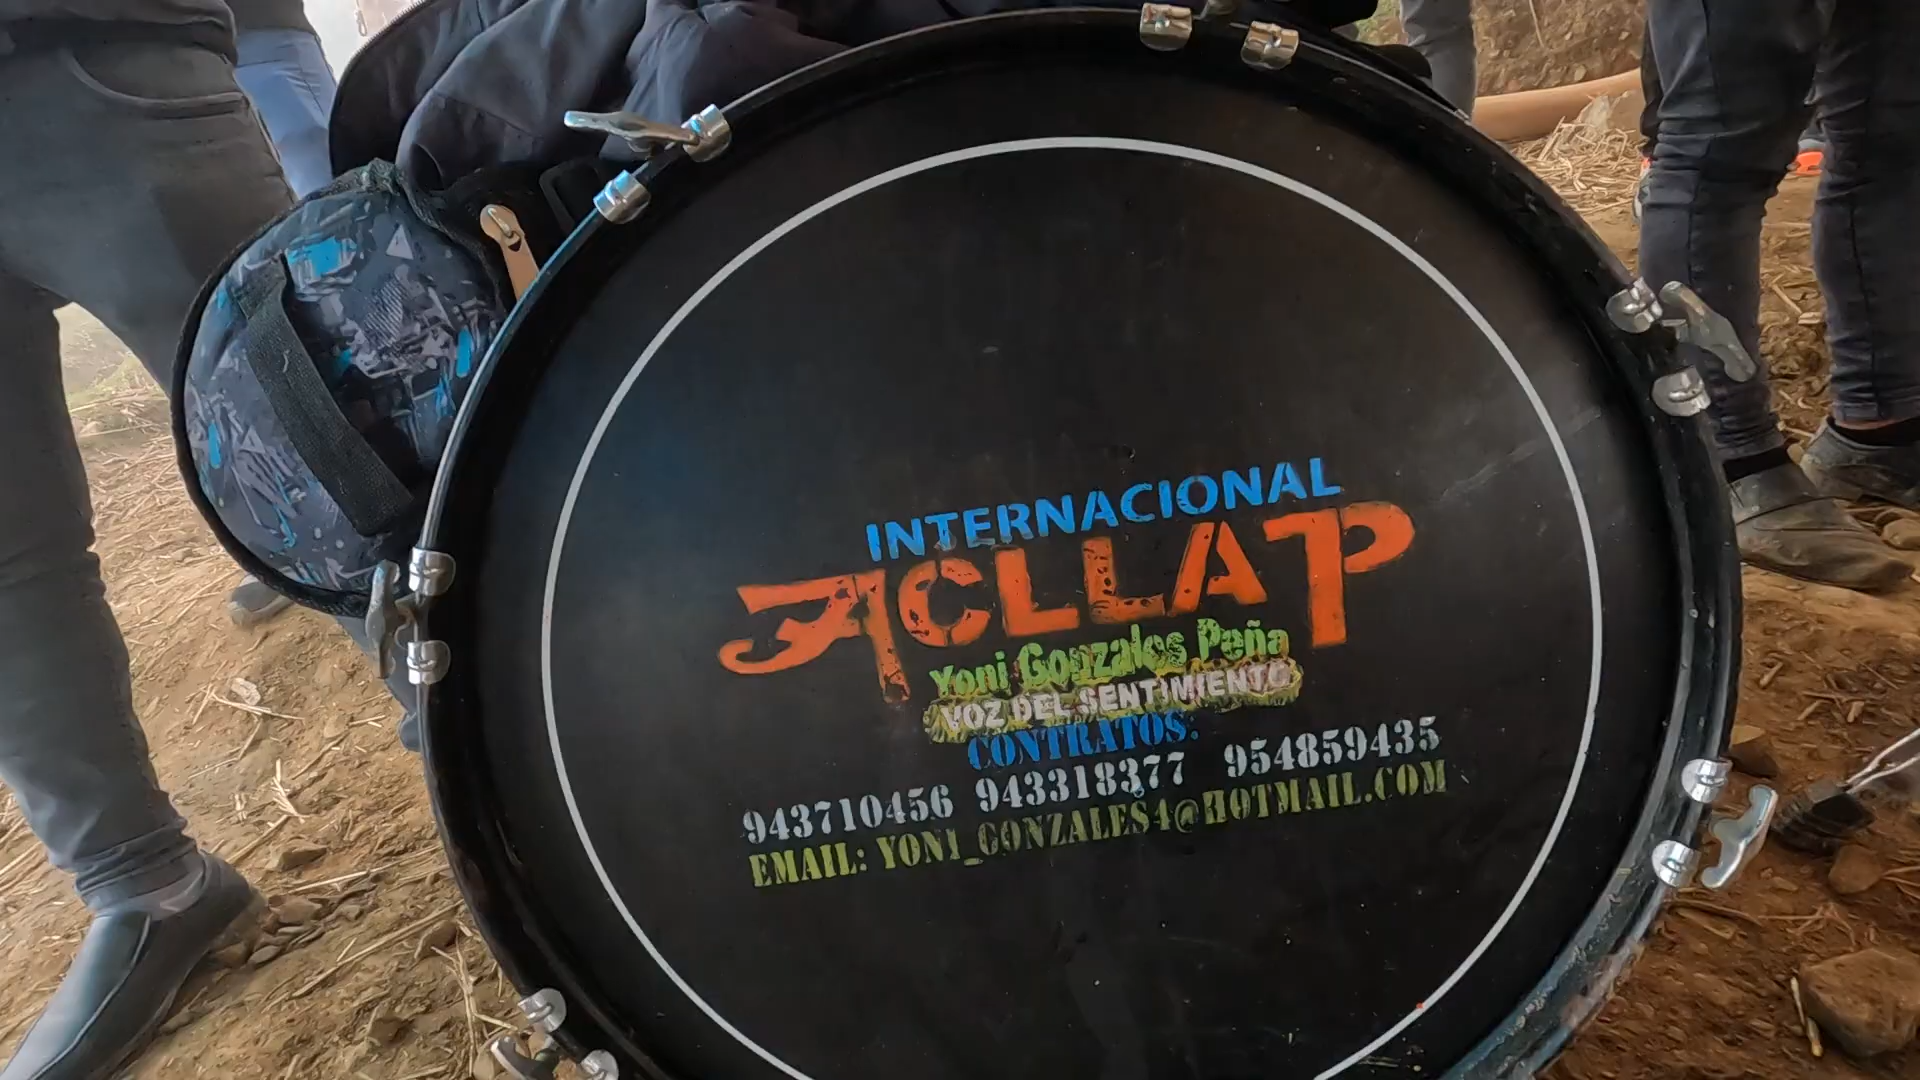 INTERNACIONAL
ACLLAP
Yoni Gonzales Peña
VOZ DEL SENTIMIENTO
CONTRATOS:
943710456 943318377 954859435
EMAIL: YONI_GONZALES4@HOTMAIL.COM